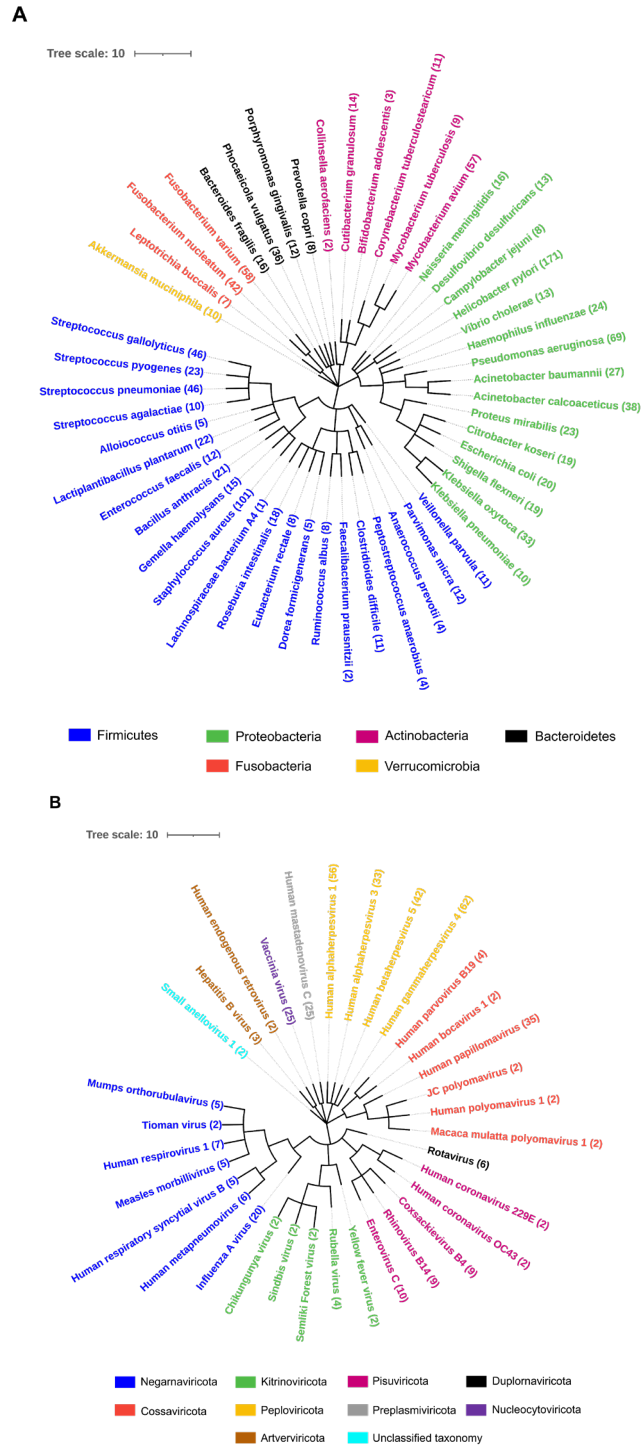 A
Tree scale: 10
Akkermansia muciniphila (10)
Leptotrichia buccalis (7)
Fusobacterium nucleatum (42)
Fusobacterium varium (58)
Bacteroides fragilis (16)
Phocaeicola vulgatus (36)
Porphyromonas gingivalis (12)
Prevotella copri (8)
Collinsella aerofaciens (2)
Cutibacterium granulosum (14)
Bifidobacterium adolescentis (3)
Corynebacterium tuberculostearicum (11)
Mycobacterium tuberculosis (9)
Mycobacterium avium (57)
Neisseria meningitidis (16)
Desulfovibrio desulfuricans (13)
Campylobacter jejuni (8)
Helicobacter pylori (171)
Vibrio cholerae (13)
Haemophilus influenzae (24)
Pseudomonas aeruginosa (69)
Acinetobacter baumannii (27)
Acinetobacter calcoaceticus (38)
Proteus mirabilis (23)
Citrobacter koseri (19)
Escherichia coli (20)
Shigella flexneri (19)
Klebsiella oxytoca (33)
Klebsiella pneumoniae (10)
Veillonella parvula (11)
Parvimonas micra (12)
Anaerococcus prevotii (4)
Peptostreptococcus anaerobius (4)
Clostridioides difficile (11)
Faecalibacterium prausnitzii (2)
Ruminococcus albus (8)
Dorea formicigenerans (5)
Eubacterium rectale (8)
Roseburia intestinalis (18)
Lachnospiraceae bacterium A4 (1)
Staphylococcus aureus (101)
Gemella haemolysans (15)
Bacillus anthracis (21)
Enterococcus faecalis (12)
Lactiplantibacillus plantarum (22)
Alloiococcus otitis (5)
Streptococcus agalactiae (10)
Streptococcus pneumoniae (46)
Streptococcus pyogenes (23)
Streptococcus gallolyticus (46)
Firmicutes
Proteobacteria
Actinobacteria
Bacteroidetes
Fusobacteria
Verrucomicrobia
B
Tree scale: 10
Small anellovirus 1 (2)
Hepatitis B virus (3)
Human endogenous retrovirus (2)
Vaccinia virus (25)
Human mastadenovirus C (25)
Human alphaherpesvirus 1 (56)
Human alphaherpesvirus 3 (33)
Human betaherpesvirus 5 (42)
Human gammaherpesvirus 4 (62)
Human parvovirus B19 (4)
Human bocavirus 1 (2)
Human papillomavirus (35)
JC polyomavirus (2)
Human polyomavirus 1 (2)
Macaca mulatta polyomavirus 1 (2)
Rotavirus (6)
Human coronavirus 229E (2)
Human coronavirus OC43 (2)
Coxsackievirus B4 (9)
Rhinovirus B14 (9)
Enterovirus C (10)
Yellow fever virus (2)
Rubella virus (4)
Semliki Forest virus (2)
Sindbis virus (2)
Chikungunya virus (2)
Influenza A virus (20)
Human metapneumovirus (6)
Human respiratory syncytial virus B (5)
Measles morbillivirus (5)
Human respirovirus 1 (7)
Tioman virus (2)
Mumps orthorubulavirus (5)
Negarnaviricota
Kitrinoviricota
Pisuviricota
Duplornaviricota
Cossaviricota
Peploviricota
Preplasmiviricota
Nucleocytoviricota
Artverviricota
Unclassified taxonomy